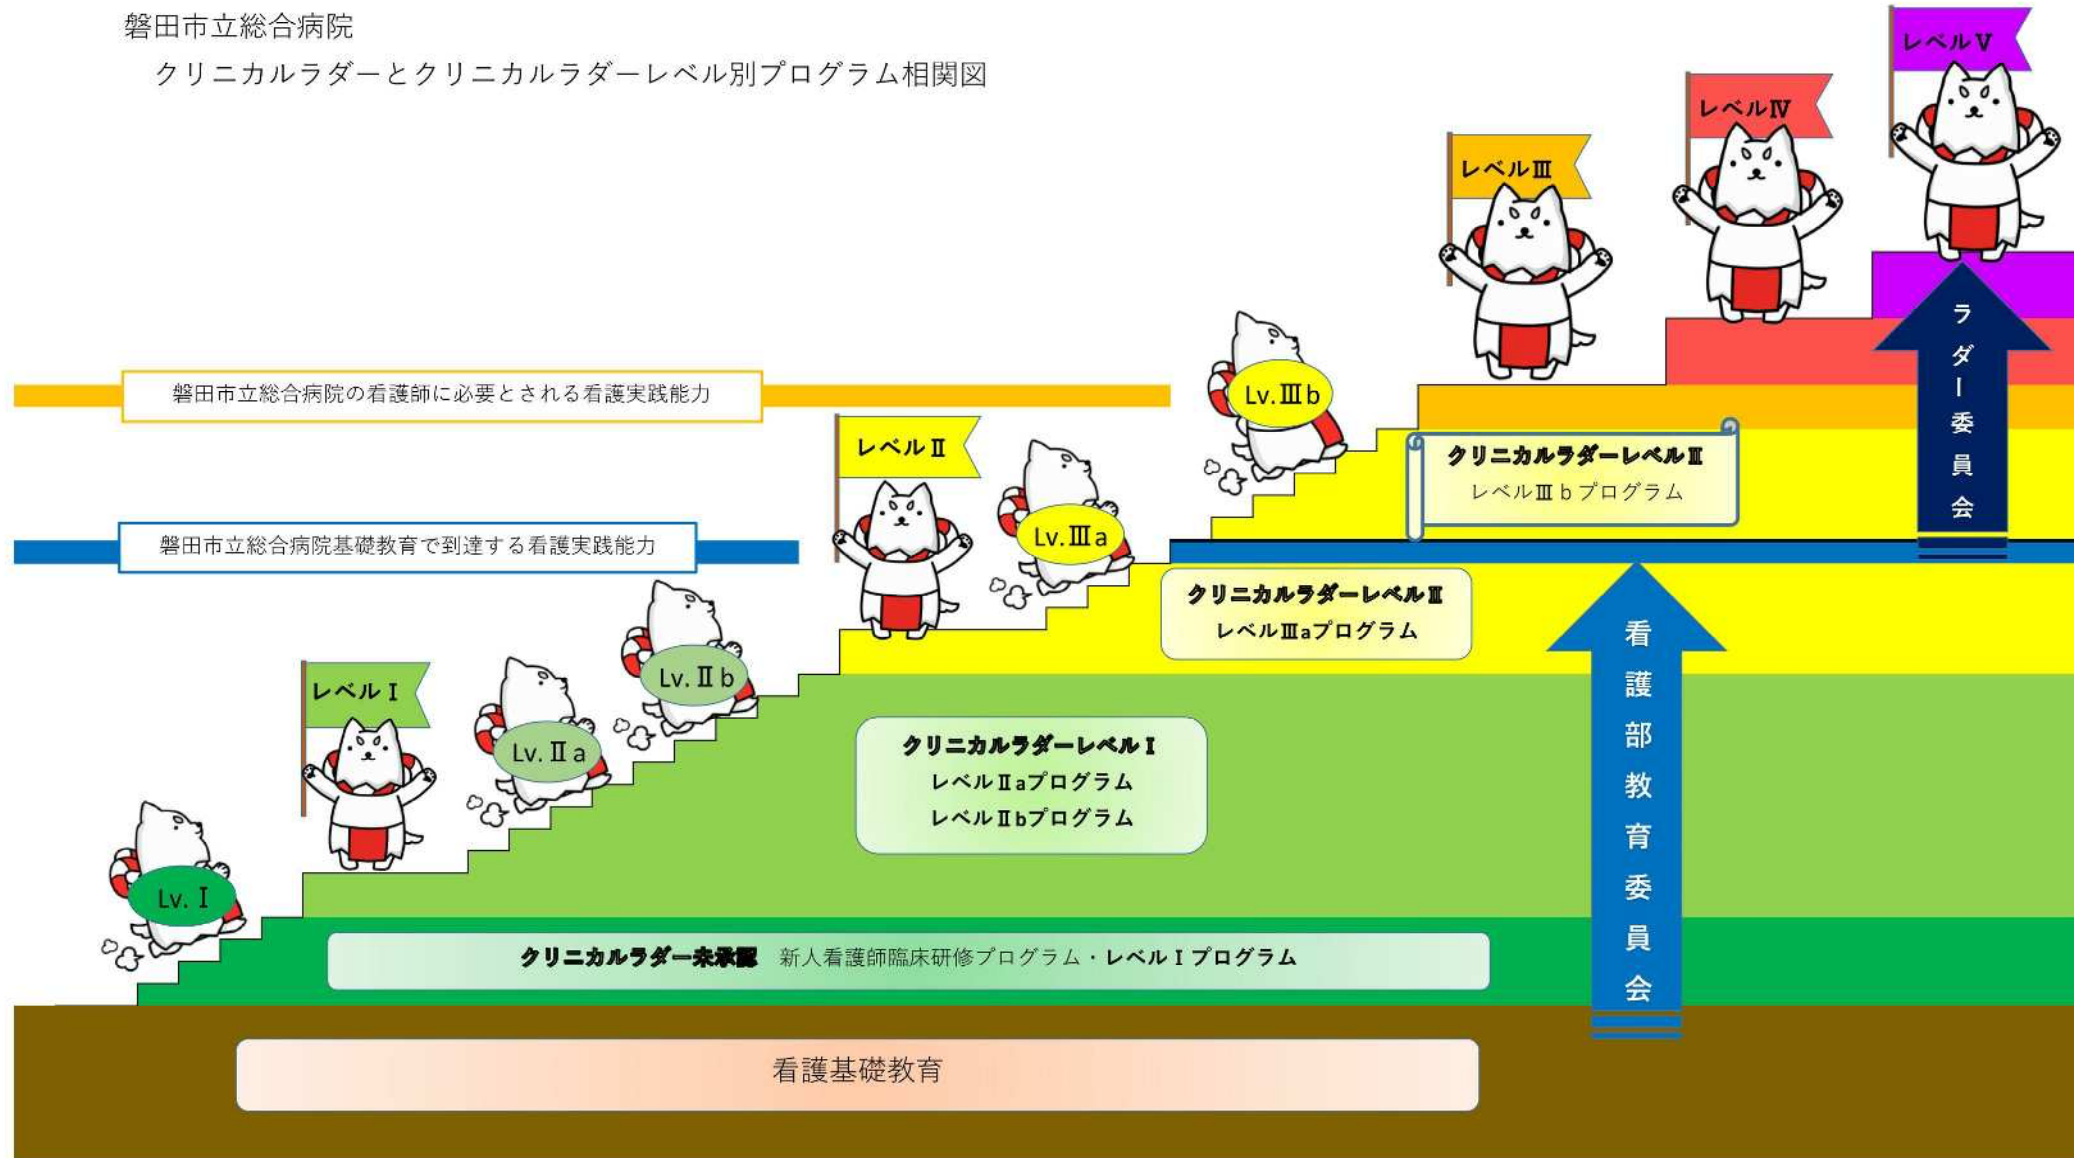 磐田市立総合病院
クリニカルラダーとクリニカルラダーレベル別プログラム相関図
レベルⅤ
レベルⅣ
レベルⅢ
ラダー委員会
Lv.Ⅲb
磐田市立総合病院の看護師に必要とされる看護実践能力
レベルⅡ
クリニカルラダーレベルⅡ
レベルⅢbプログラム
Lv.Ⅲa
磐田市立総合病院基礎教育で到達する看護実践能力
クリニカルラダーレベルⅡ
レベルⅢaプログラム
看護部教育委員会
Lv.Ⅱb
レベルⅠ
Lv.Ⅱa
クリニカルラダーレベルⅠ
レベルⅡaプログラム
レベルⅡbプログラム
Lv.Ⅰ
クリニカルラダー未承認 新人看護師臨床研修プログラム・レベルⅠプログラム
看護基礎教育